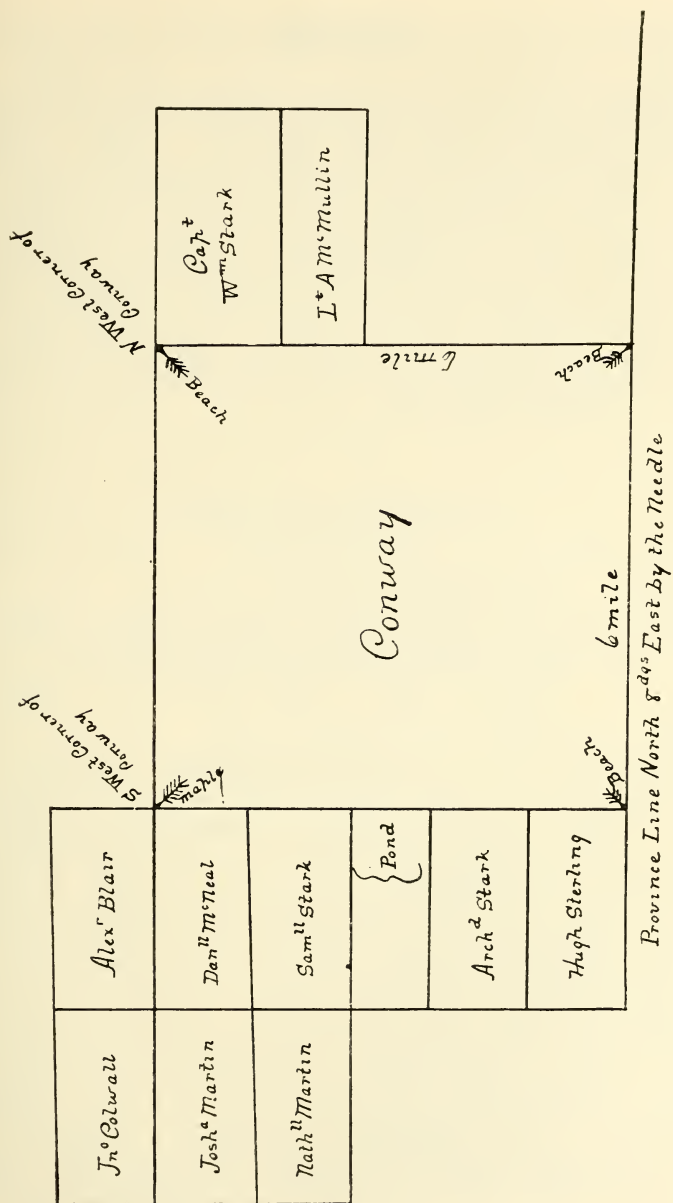 Jnº Colwall
Alexʳ Blair
Joshᵃ Martin
Danˡˡ McNeal
Nathˡˡ Martin
Samˡˡ Stark
Pond
Archᵈ Stark
Hugh Sterling
S West Corner of
Conway
maple
N West Corner of
Conway
Beach
Capᵗ
Wᵐ Stark
Lᵗ A McMullin
Conway
6 mile
Beach
Beach
6 mile
Province Line North 8 dgs East by the Needle